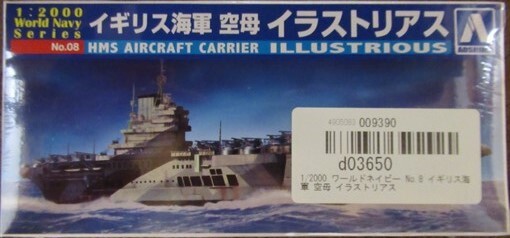 1:2000
World Navy
Series
No.08
イギリス海軍 空母 イラストリアス
HMS AIRCRAFT CARRIER ILLUSTRIOUS
AOSHIMA
4905083 009390
d03650
1/2000 ワールドネイビー No.8 イギリス海
軍 空母 イラストリアス